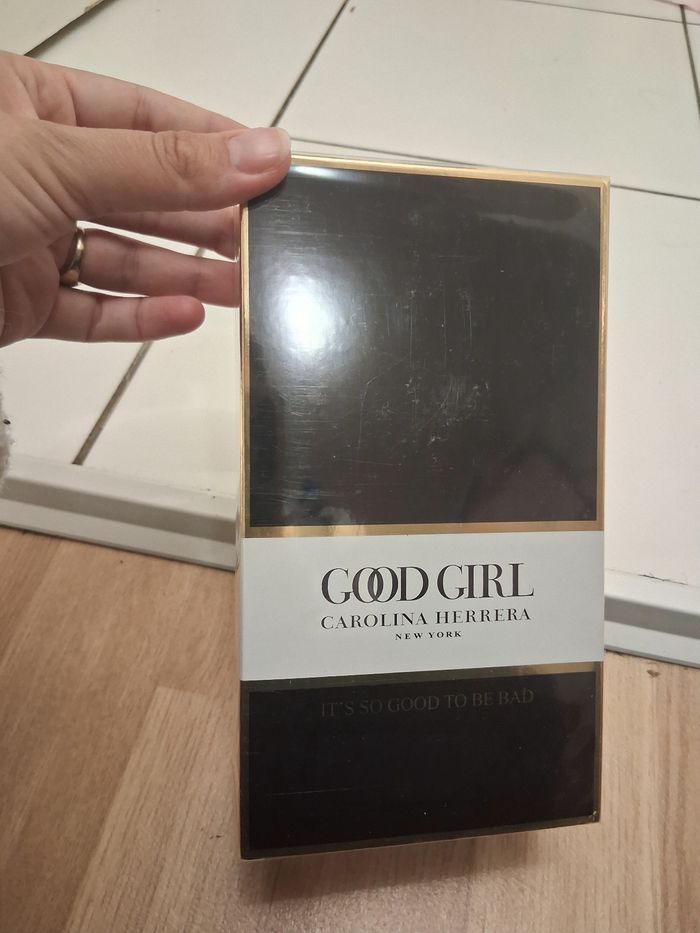 GOOD GIRL
CAROLINA HERRERA
NEW YORK
IT'S SO GOOD TO BE BAD